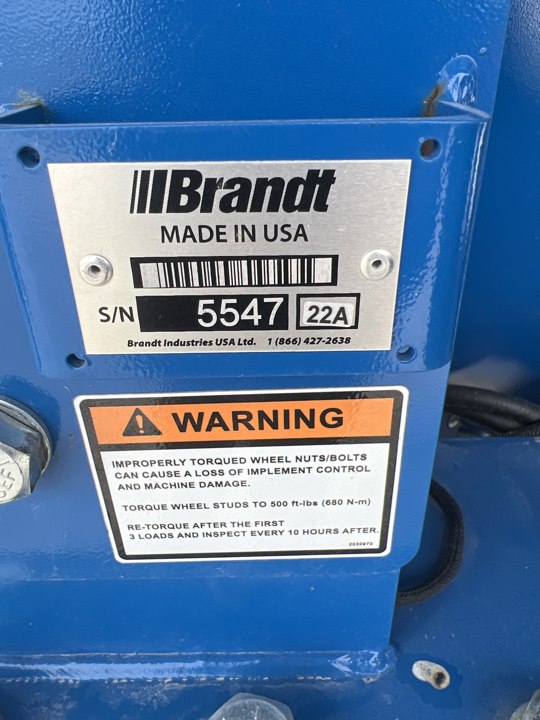 Brandt
MADE IN USA
S/N 5547 22A
Brandt Industries USA Ltd. 1 (866) 427-2638
WARNING
IMPROPERLY TORQUED WHEEL NUTS/BOLTS
CAN CAUSE A LOSS OF IMPLEMENT CONTROL
AND MACHINE DAMAGE.
TORQUE WHEEL STUDS TO 500 ft-lbs (680 N-m)
RE-TORQUE AFTER THE FIRST
3 LOADS AND INSPECT EVERY 10 HOURS AFTER.